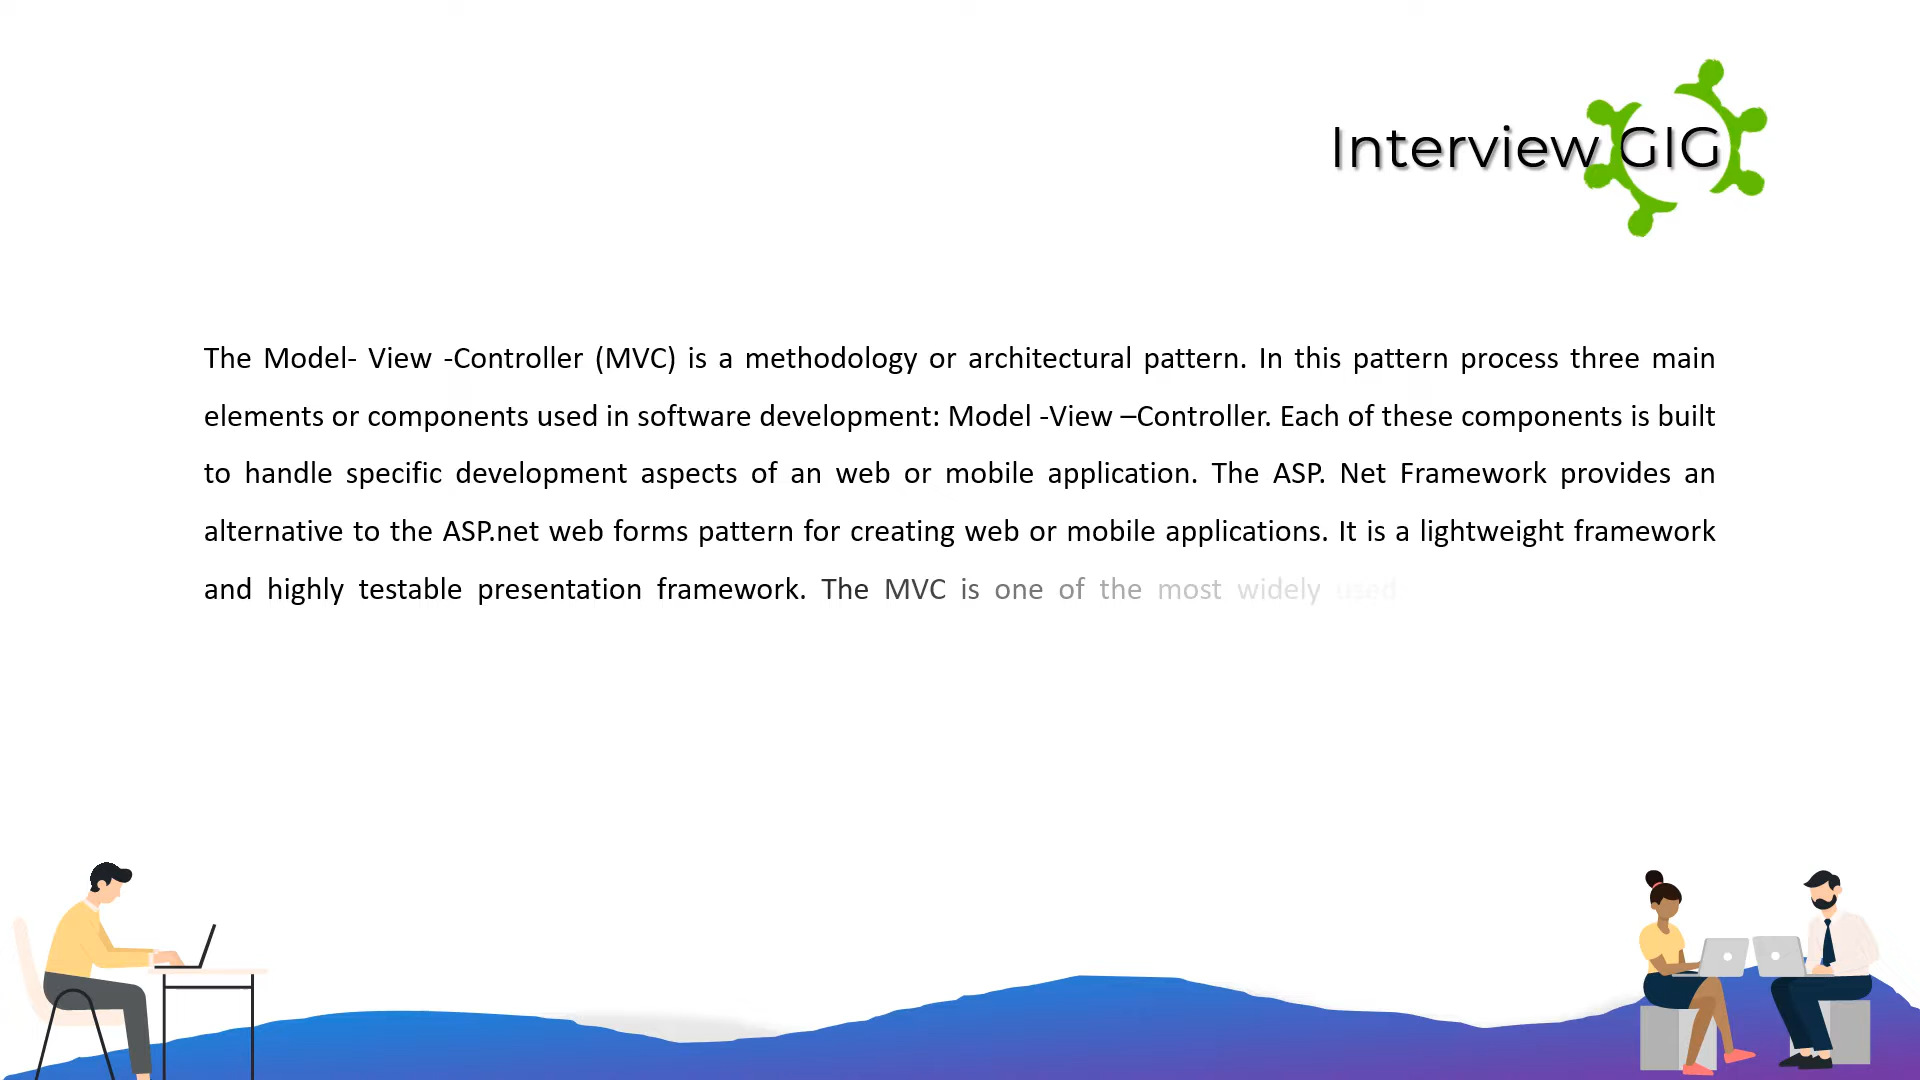 Interview GIG
The Model- View -Controller (MVC) is a methodology or architectural pattern. In this pattern process three main
elements or components used in software development: Model -View –Controller. Each of these components is built
to handle specific development aspects of an web or mobile application. The ASP. Net Framework provides an
alternative to the ASP.net web forms pattern for creating web or mobile applications. It is a lightweight framework
and highly testable presentation framework. The MVC is one of the most widely used